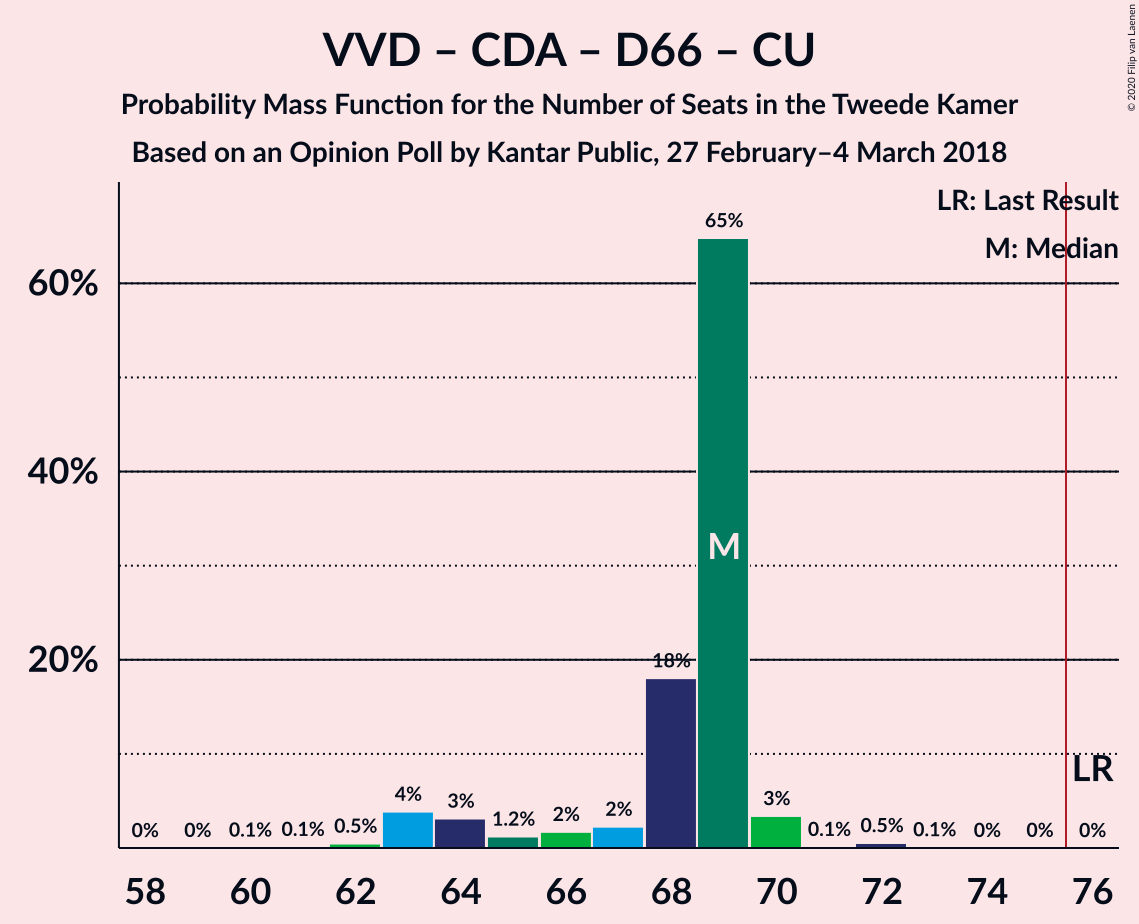 VVD – CDA – D66 – CU
Probability Mass Function for the Number of Seats in the Tweede Kamer
Based on an Opinion Poll by Kantar Public, 27 February–4 March 2018
© 2020 Filip van Laenen
LR: Last Result
M: Median
60%
40%
20%
0% 0% 0.1% 0.1% 0.5% 4% 3% 1.2% 2% 2% 18% 65% 3% 0.1% 0.5% 0.1% 0% 0% 0%
M
LR
58 60 62 64 66 68 70 72 74 76